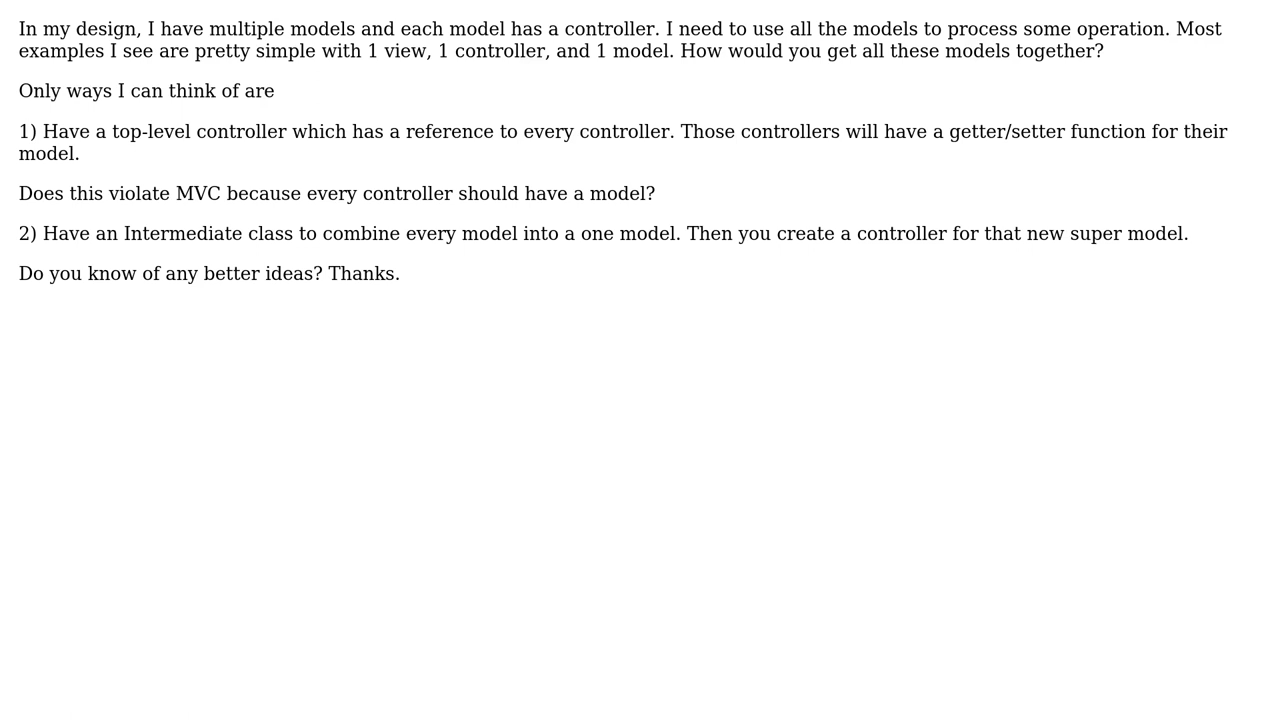 In my design, I have multiple models and each model has a controller. I need to use all the models to process some operation. Most
examples I see are pretty simple with 1 view, 1 controller, and 1 model. How would you get all these models together?
Only ways I can think of are
1) Have a top-level controller which has a reference to every controller. Those controllers will have a getter/setter function for their
model.
Does this violate MVC because every controller should have a model?
2) Have an Intermediate class to combine every model into a one model. Then you create a controller for that new super model.
Do you know of any better ideas? Thanks.